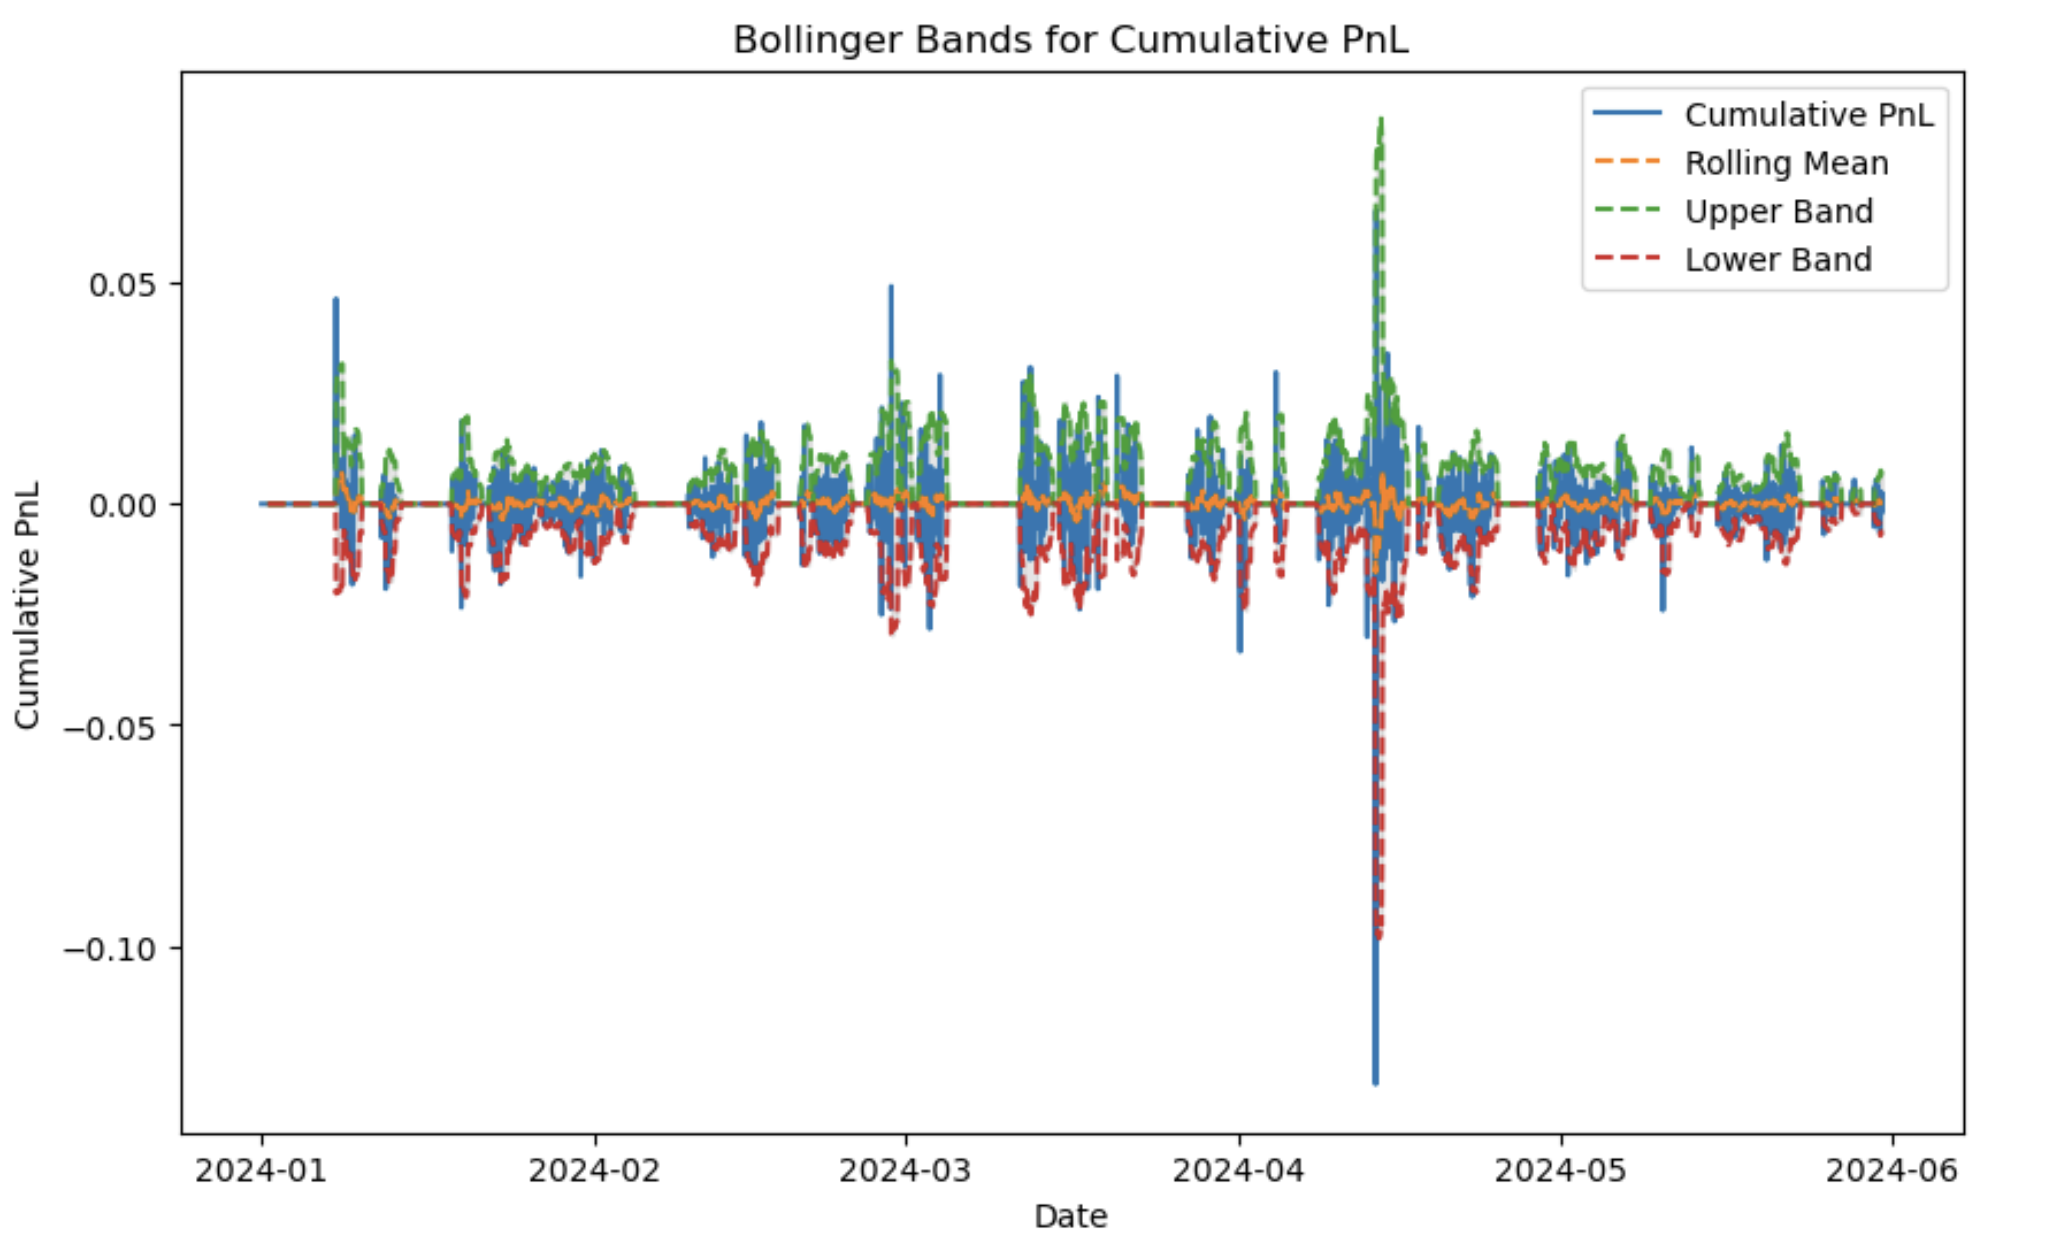 Bollinger Bands for Cumulative PnL
Cumulative PnL
Rolling Mean
Upper Band
Lower Band
Cumulative PnL
0.05
0.00
−0.05
−0.10
2024-01
2024-02
2024-03
2024-04
2024-05
2024-06
Date